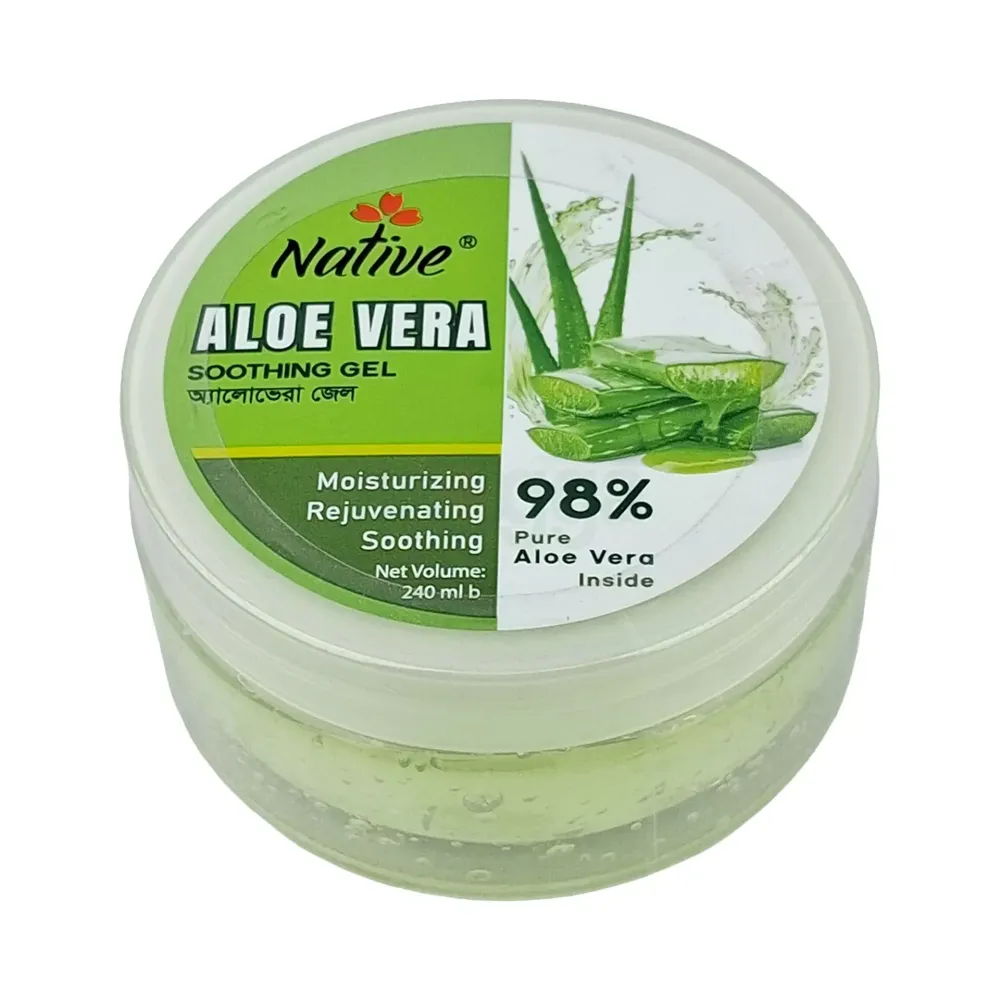 Native®
ALOE VERA
SOOTHING GEL
অ্যালোভেরা জেল
Moisturizing
Rejuvenating
Soothing
Net Volume:
240 ml b
98%
Pure
Aloe Vera
Inside